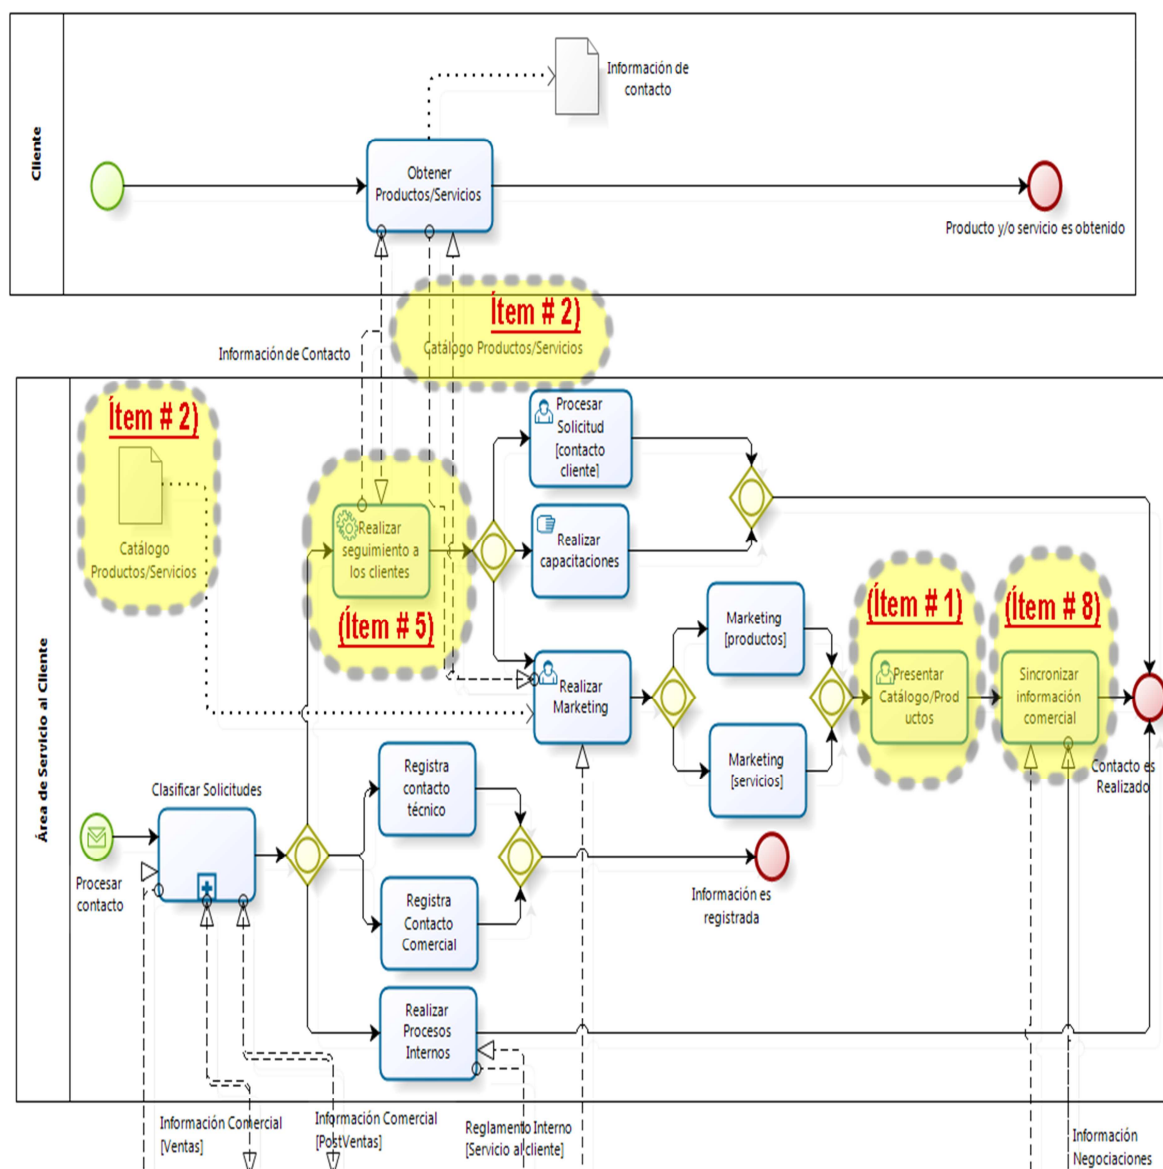 Cliente
Información de
contacto
Obtener
Productos/Servicios
Producto y/o servicio es obtenido
Ítem # 2)
Catálogo Productos/Servicios
Información de Contacto
Área de Servicio al Cliente
Ítem # 2)
Catálogo
Productos/Servicios
Procesar
Solicitud
[contacto
cliente]
Realizar
seguimiento a
los clientes
(Ítem # 5)
Realizar
capacitaciones
Realizar
Marketing
Marketing
[productos]
Marketing
[servicios]
(Ítem # 1)
Presentar
Catálogo/Prod
uctos
(Ítem # 8)
Sincronizar
información
comercial
Contacto es
Realizado
Clasificar Solicitudes
Procesar
contacto
Registra
contacto
técnico
Registra
Contacto
Comercial
Información es
registrada
Realizar
Procesos
Internos
Información Comercial
[Ventas]
Información Comercial
[PostVentas]
Reglamento Interno
[Servicio al cliente]
Información
Negociaciones